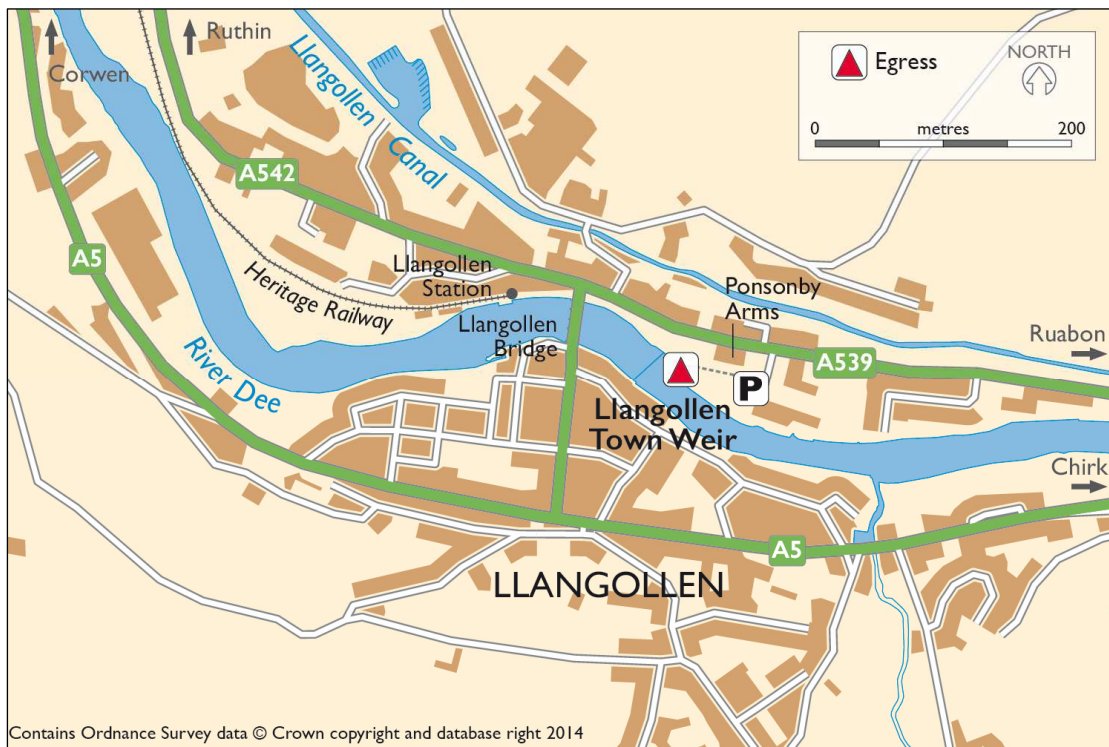 Ruthin
Corwen
Llangollen Canal
Egress
NORTH
0 metres 200
A542
A5
Heritage Railway
Llangollen
Station
Llangollen
Bridge
Ponsonby
Arms
Ruabon
A539
River Dee
P
Llangollen
Town Weir
Chirk
A5
LLANGOLLEN
Contains Ordnance Survey data © Crown copyright and database right 2014